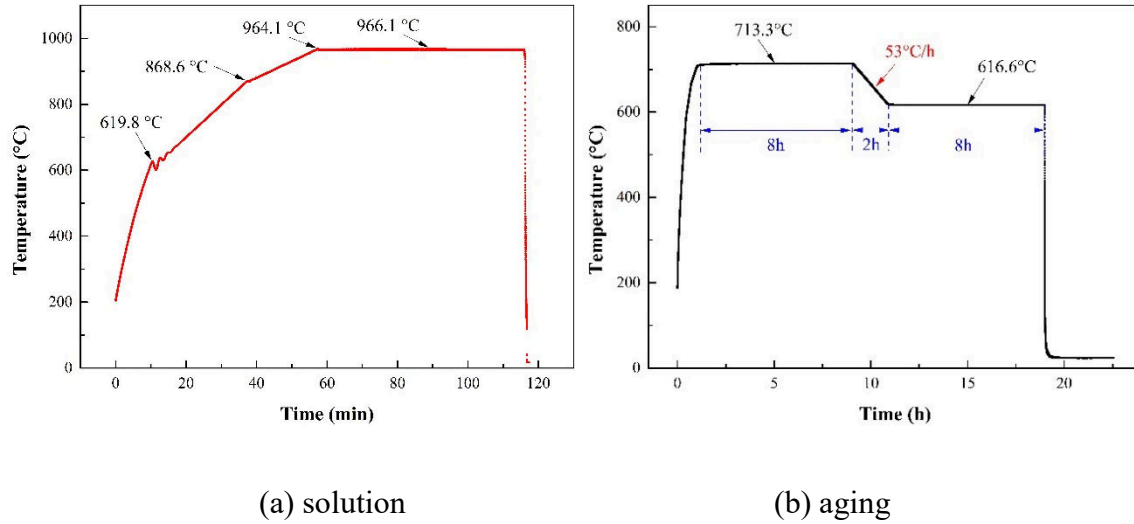 964.1 °C
966.1 °C
1000
868.6 °C
800
619.8 °C
600
400
200
0
Temperature (°C)
0 20 40 60 80 100 120
Time (min)
(a) solution
800
713.3°C
53°C/h
616.6°C
600
8h
2h
8h
400
200
0
Temperature (°C)
0 5 10 15 20
Time (h)
(b) aging